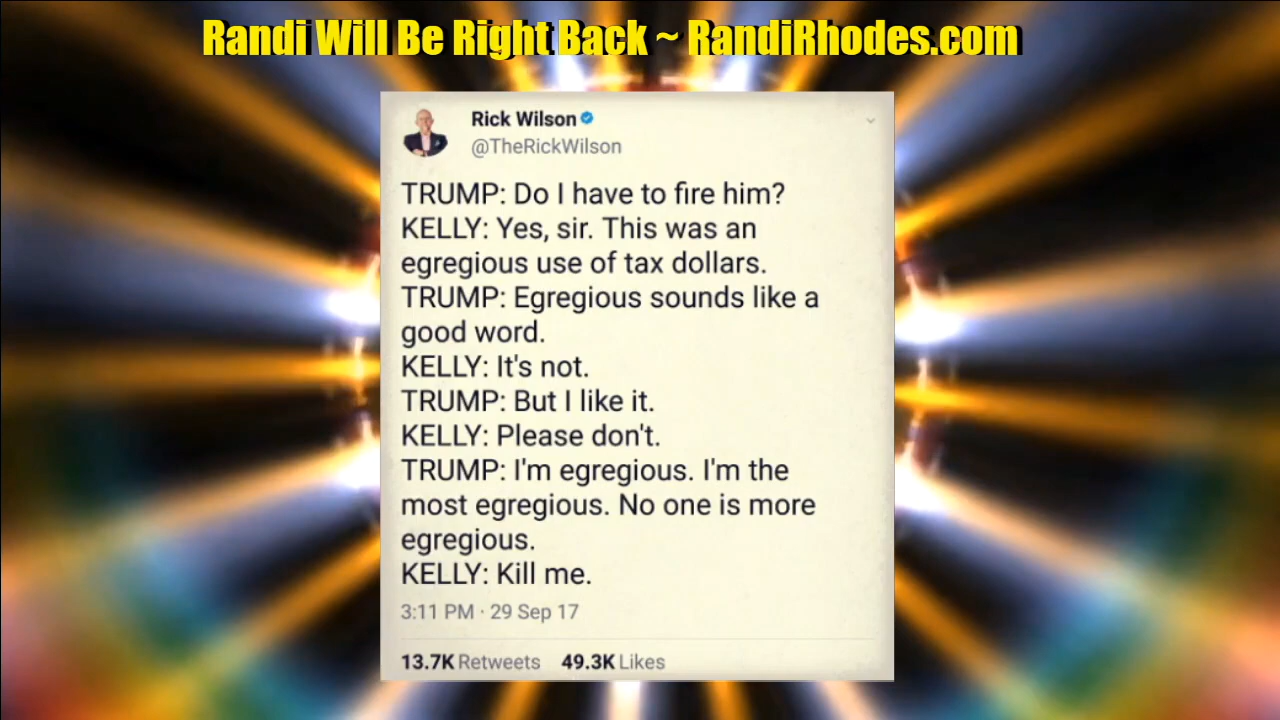 Randi Will Be Right Back ~ RandiRhodes.com
Rick Wilson
@TheRickWilson
TRUMP: Do I have to fire him?
KELLY: Yes, sir. This was an
egregious use of tax dollars.
TRUMP: Egregious sounds like a
good word.
KELLY: It's not.
TRUMP: But I like it.
KELLY: Please don't.
TRUMP: I'm egregious. I'm the
most egregious. No one is more
egregious.
KELLY: Kill me.
3:11 PM · 29 Sep 17
13.7K Retweets 49.3K Likes